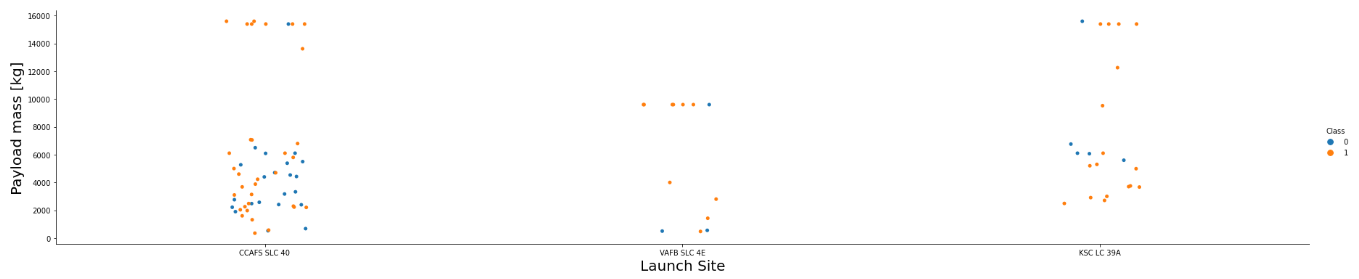 Payload mass [kg]
16000
14000
12000
10000
8000
6000
4000
2000
0
CCAFS SLC 40
VAFB SLC 4E
KSC LC 39A
Launch Site
Class
0
1